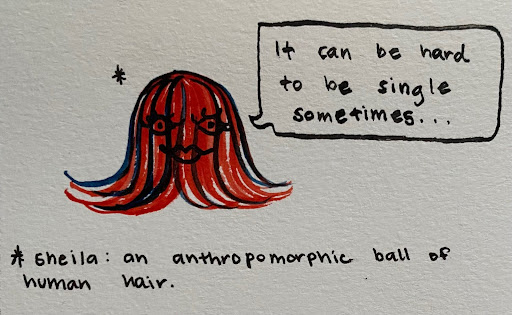 It can be hard
to be single
sometimes...
*
* sheila: an anthropomorphic ball of
human hair.